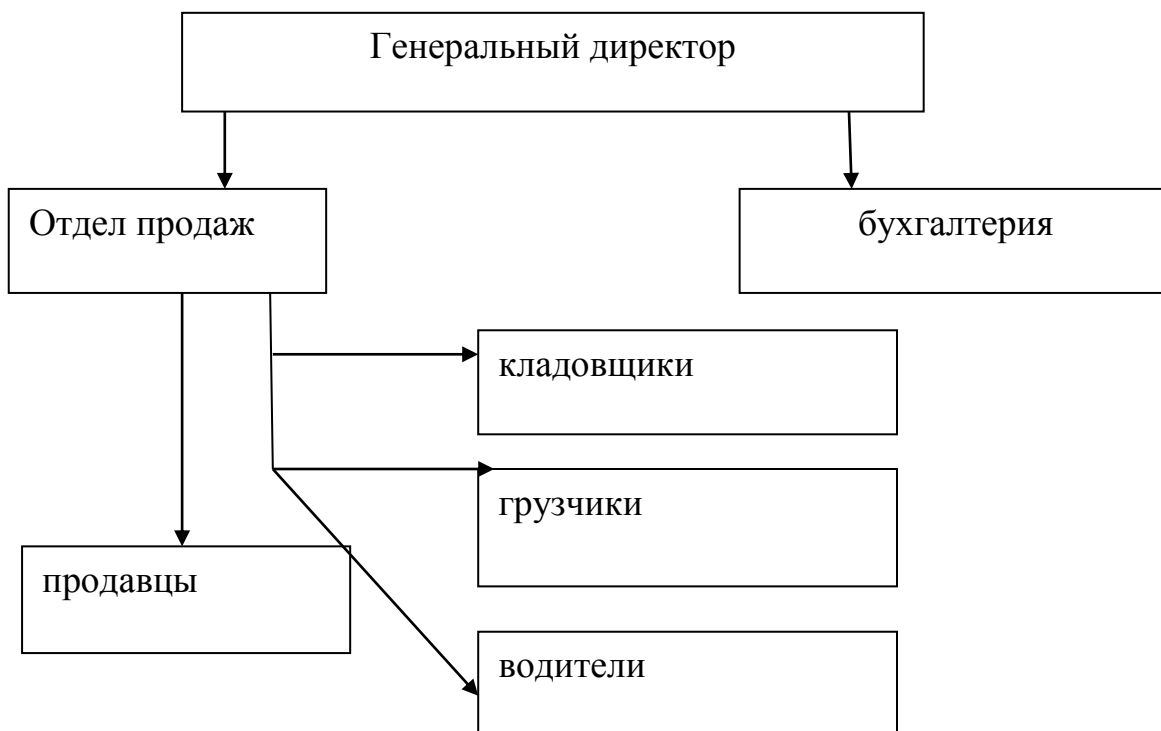 Генеральный директор
Отдел продаж
бухгалтерия
кладовщики
грузчики
продавцы
водители